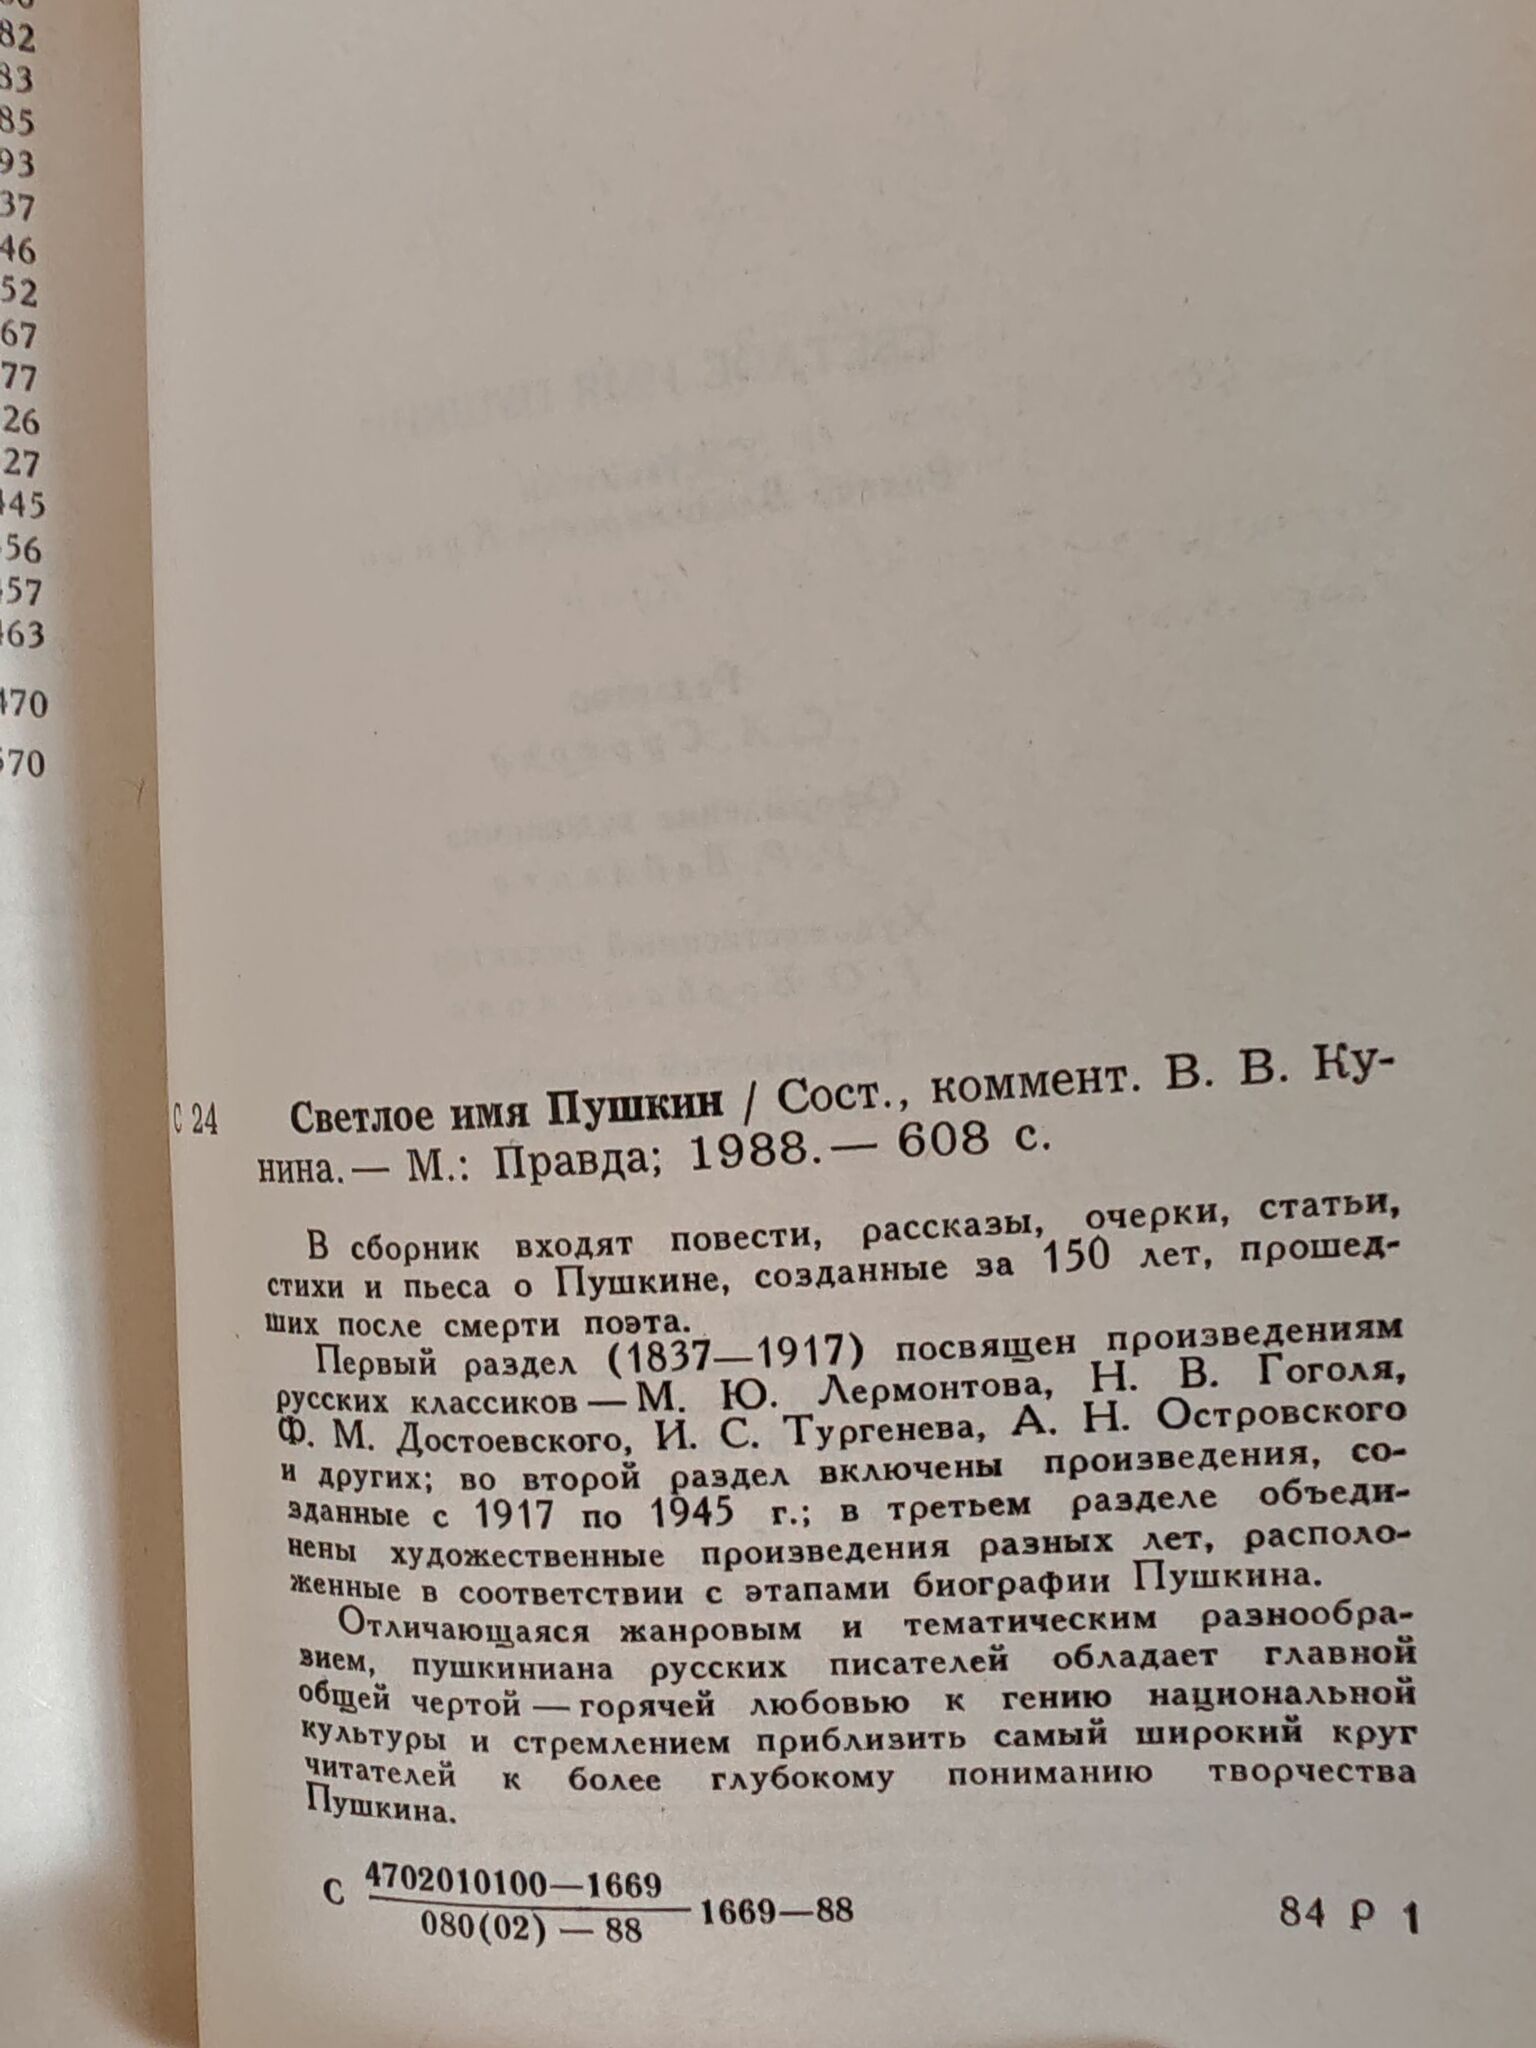 82
83
85
93
37
46
52
67
77
26
27
445
56
457
463
470
570
С 24 Светлое имя Пушкин / Сост., коммент. В. В. Ку-
нина.— М.: Правда; 1988.— 608 с.
В сборник входят повести, рассказы, очерки, статьи,
стихи и пьеса о Пушкине, созданные за 150 лет, прошед-
ших после смерти поэта.
Первый раздел (1837—1917) посвящен произведениям
русских классиков — М. Ю. Лермонтова, Н. В. Гоголя,
Ф. М. Достоевского, И. С. Тургенева, А. Н. Островского
и других; во второй раздел включены произведения, со-
зданные с 1917 по 1945 г.; в третьем разделе объеди-
нены художественные произведения разных лет, располо-
женные в соответствии с этапами биографии Пушкина.
Отличающаяся жанровым и тематическим разнообра-
зием, пушкиниана русских писателей обладает главной
общей чертой — горячей любовью к гению национальной
культуры и стремлением приблизить самый широкий круг
читателей к более глубокому пониманию творчества
Пушкина.
С 4702010100—1669
080(02) — 88
1669—88
84 Р 1